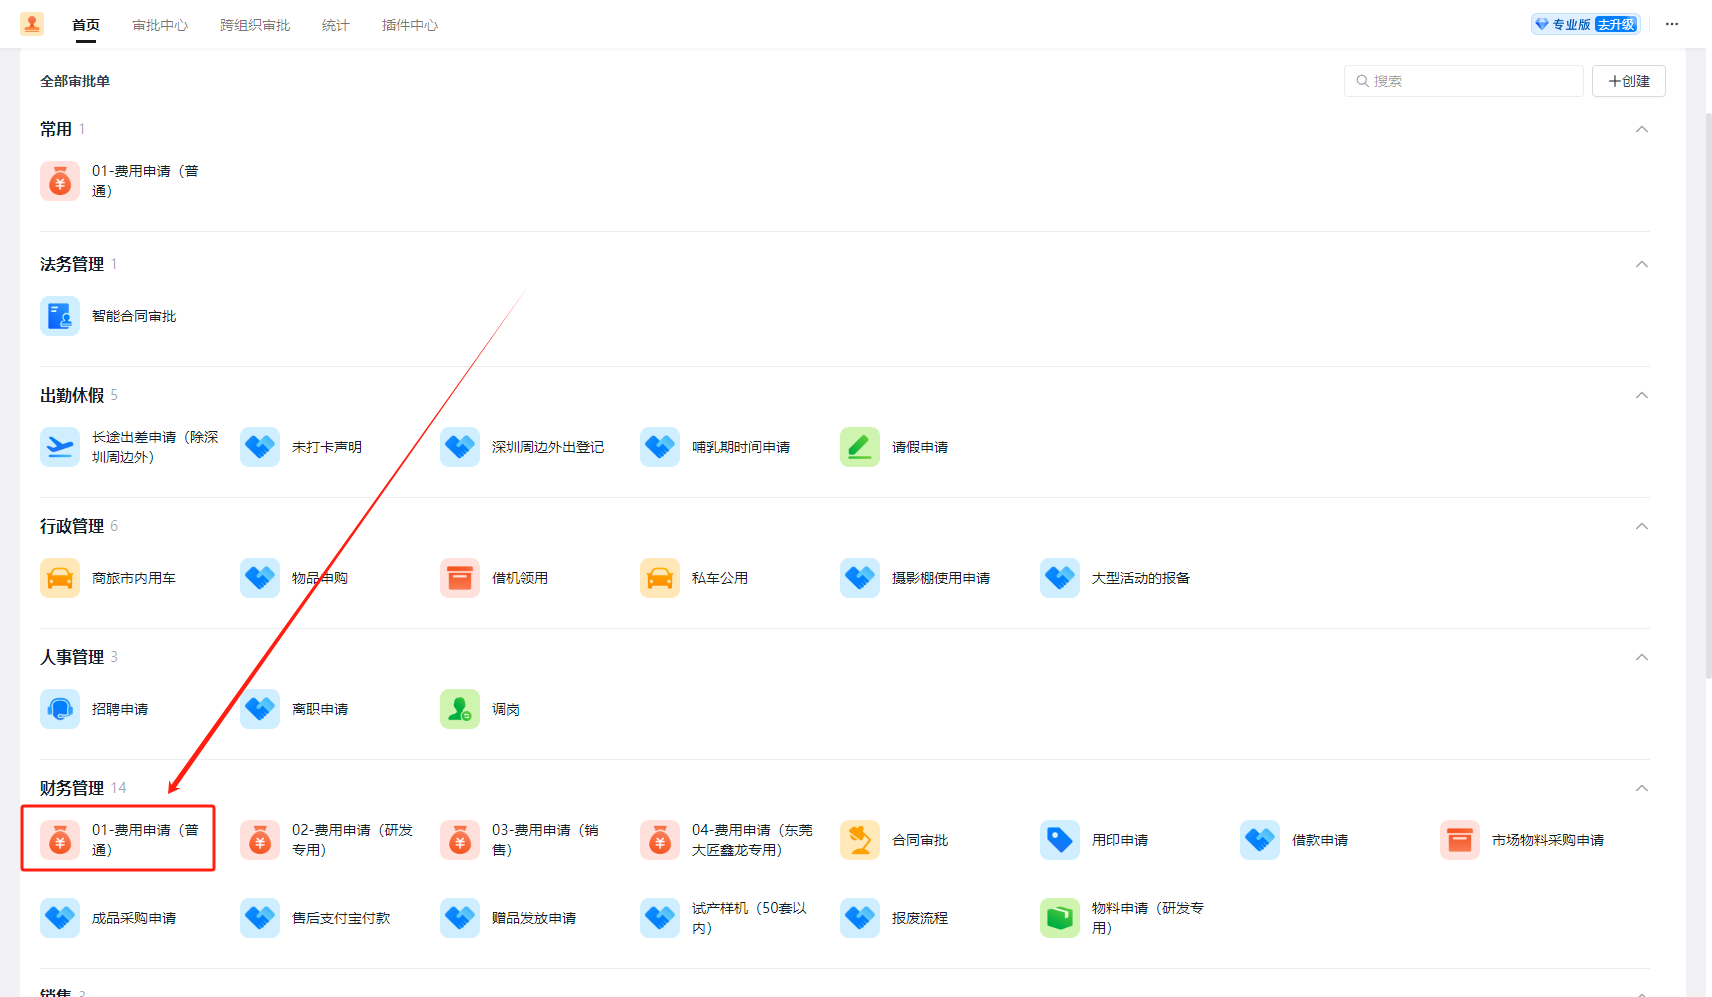 首页
审批中心
跨组织审批
统计
插件中心
专业版 去升级
全部审批单
搜索
创建
常用 1
01-费用申请（普
通）
法务管理 1
智能合同审批
出勤休假 5
长途出差申请（除深
圳周边外）
未打卡声明
深圳周边外出登记
哺乳期时间申请
请假申请
行政管理 6
商旅市内用车
物品申购
借机领用
私车公用
摄影棚使用申请
大型活动的报备
人事管理 3
招聘申请
离职申请
调岗
财务管理 14
01-费用申请（普
通）
02-费用申请（研发
专用）
03-费用申请（销
售）
04-费用申请（东莞
大匠鑫龙专用）
合同审批
用印申请
借款申请
市场物料采购申请
成品采购申请
售后支付宝付款
赠品发放申请
试产样机（50套以
内）
报废流程
物料申请（研发专
用）
销售